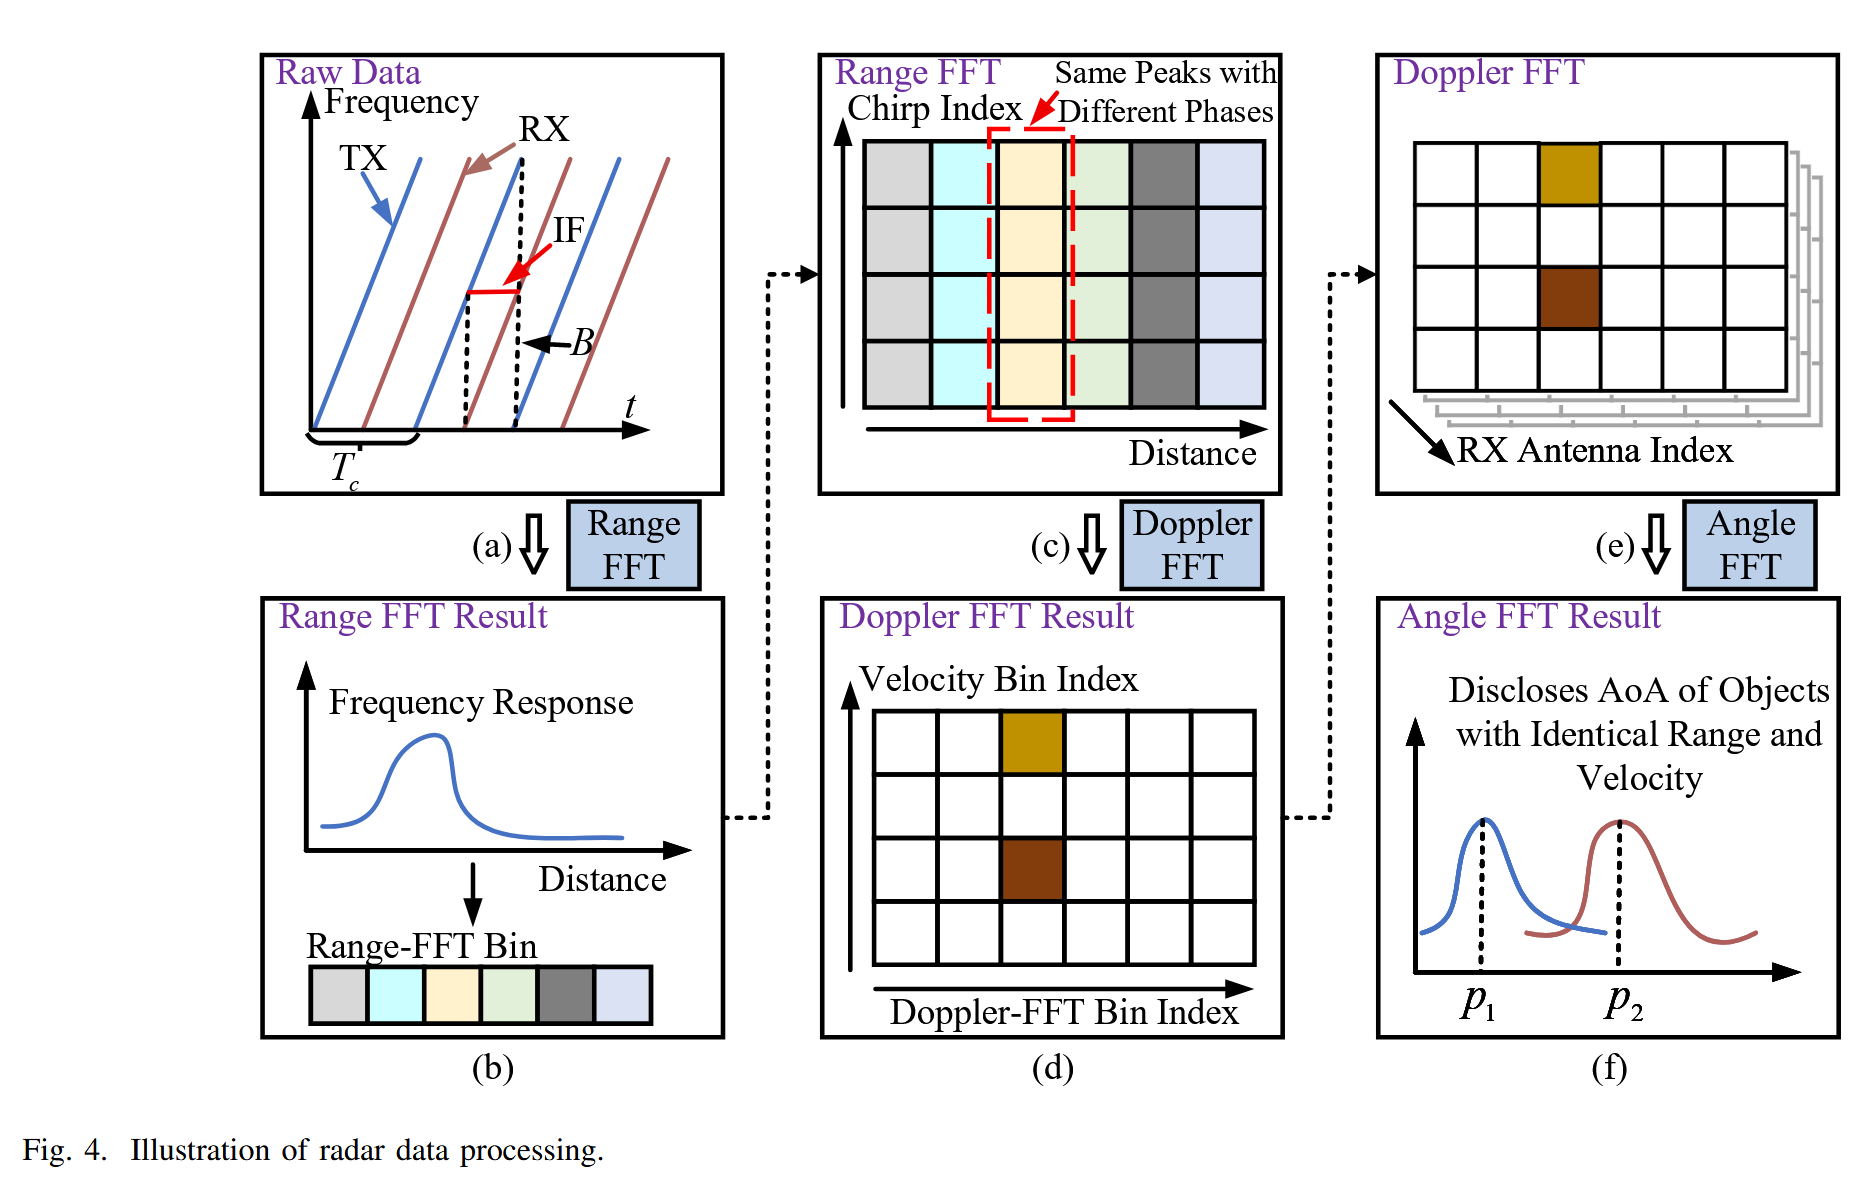 Raw Data
Frequency
RX
TX
IF
B
t
T_c
(a)
Range
FFT
Range FFT Result
Frequency Response
Distance
Range-FFT Bin
(b)
Range FFT
Same Peaks with
Different Phases
Chirp Index
Distance
(c)
Doppler
FFT
Doppler FFT Result
Velocity Bin Index
Doppler-FFT Bin Index
(d)
Doppler FFT
RX Antenna Index
(e)
Angle
FFT
Angle FFT Result
Discloses AoA of Objects
with Identical Range and
Velocity
p_1
p_2
(f)
Fig. 4. Illustration of radar data processing.